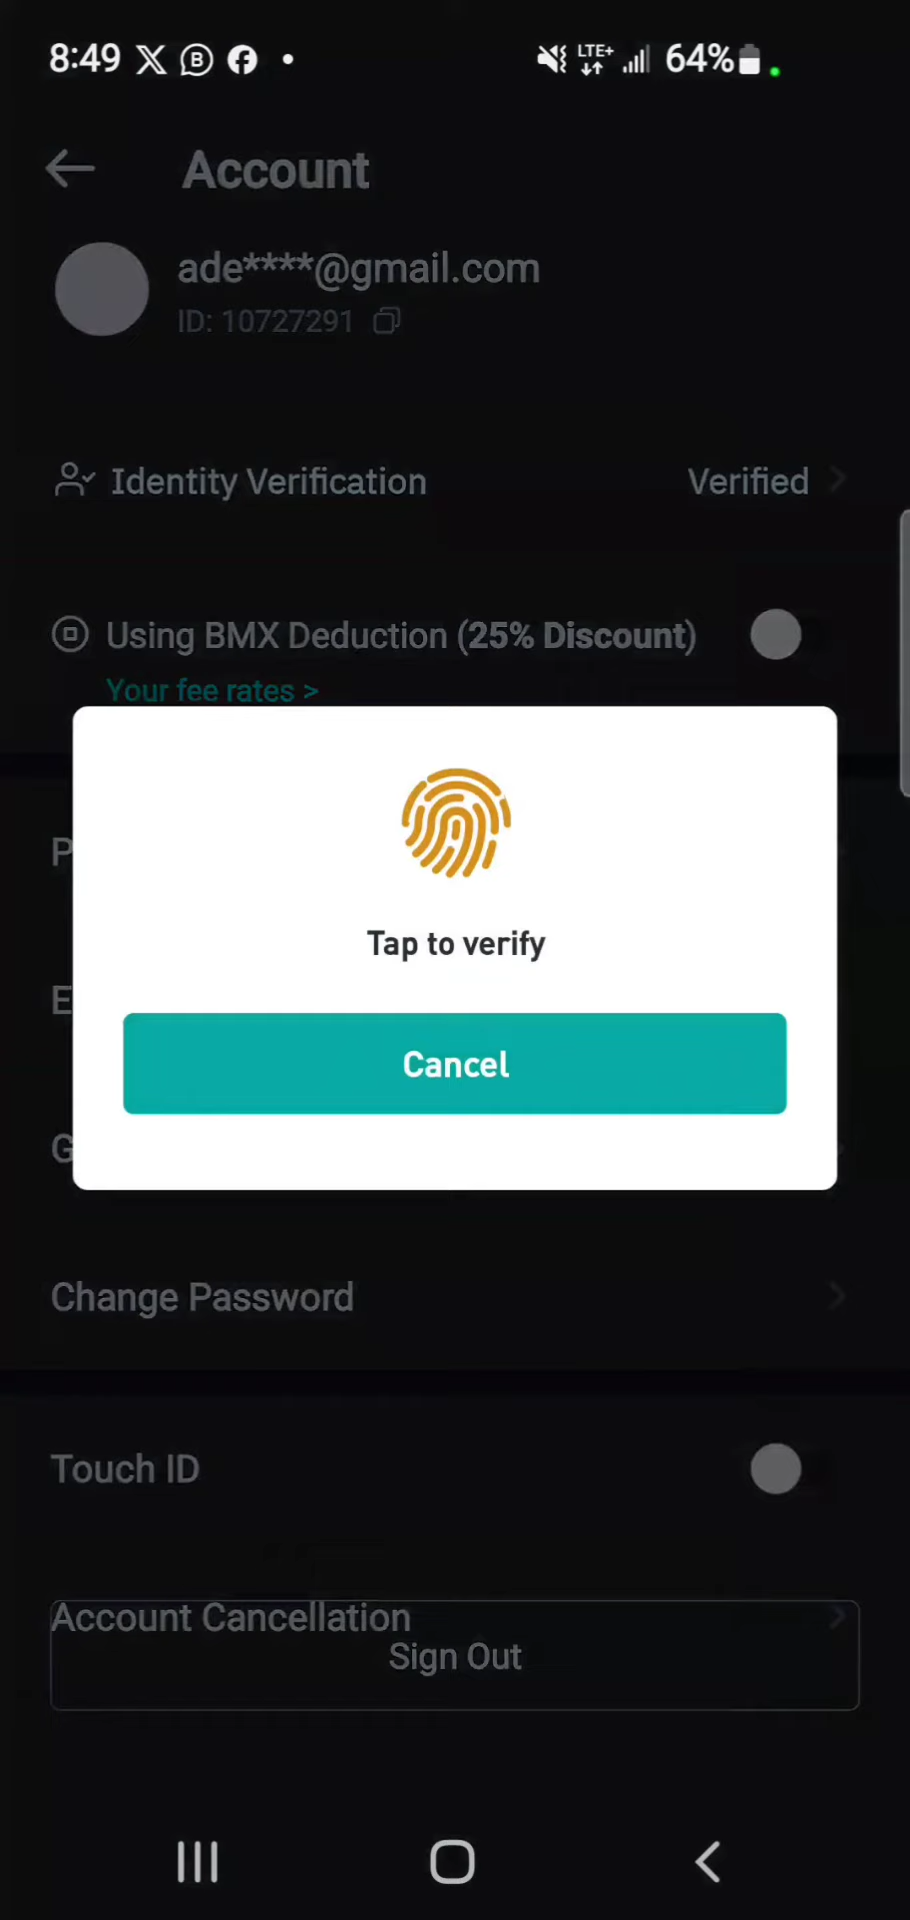 8:49
LTE+
64%
Account
ade****@gmail.com
ID: 10727291
Identity Verification
Verified
Using BMX Deduction (25% Discount)
Your fee rates >
P
Tap to verify
E
Cancel
G
Change Password
Touch ID
Account Cancellation
Sign Out